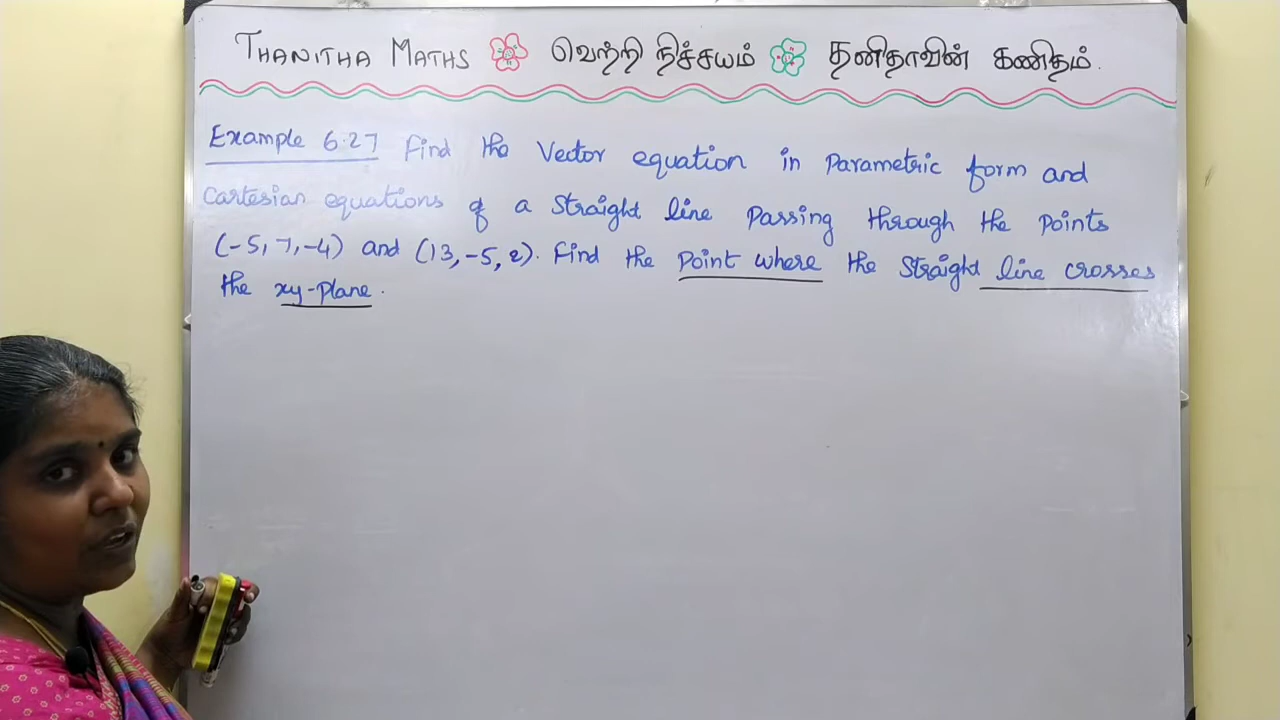 THANITHA MATHS வெற்றி நிச்சயம் தனிதாவின் கணிதம்.
Example 6.27 Find the Vector equation in Parametric form and
Cartesian equations of a Straight line Passing through the Points
(-5, 7, -4) and (13, -5, 2). Find the Point where the Straight line crosses
the xy-Plane.